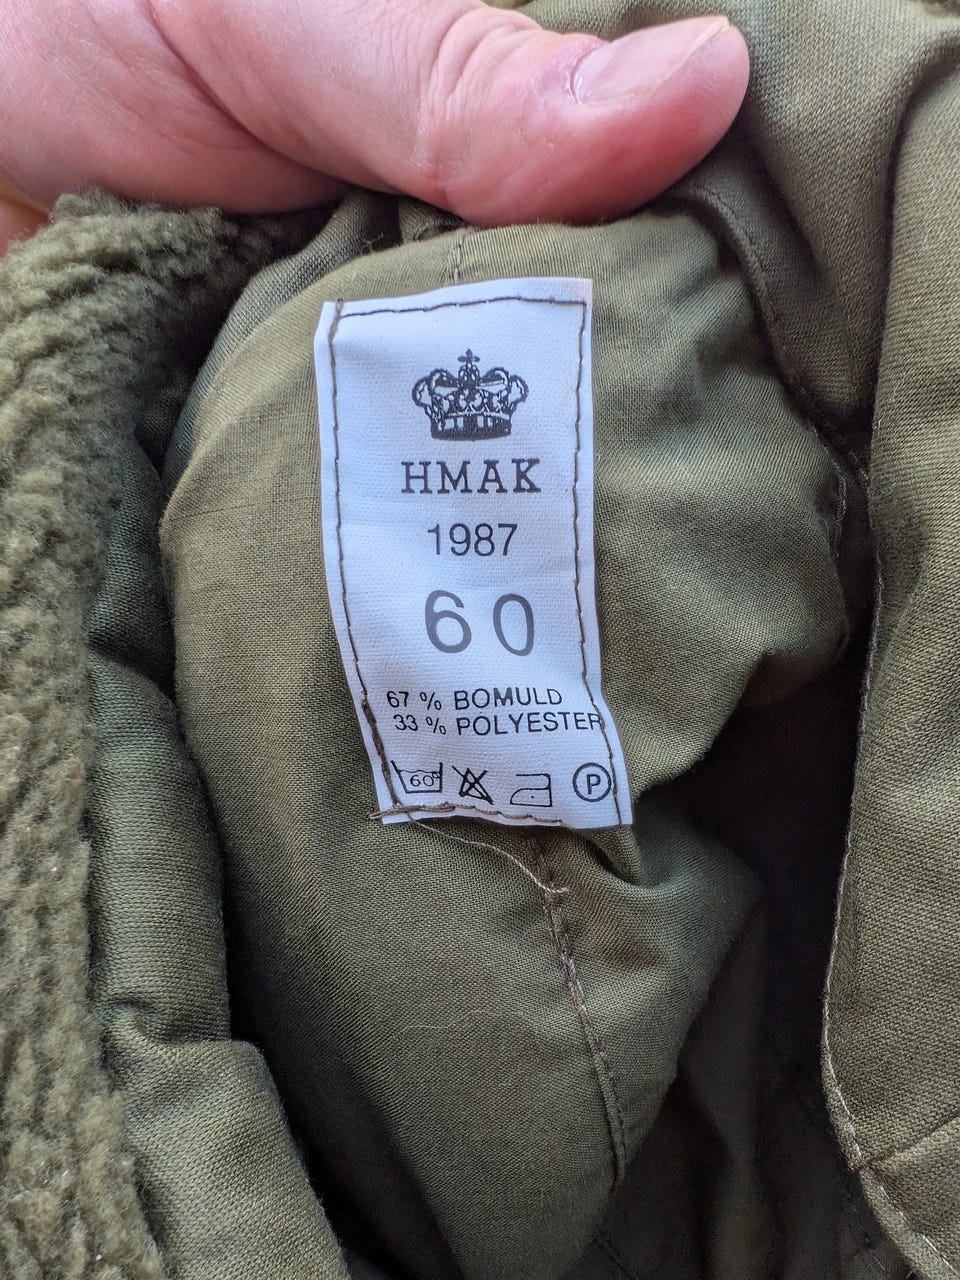 HMAK
1987
60
67 % BOMULD
33 % POLYESTER
60°
P